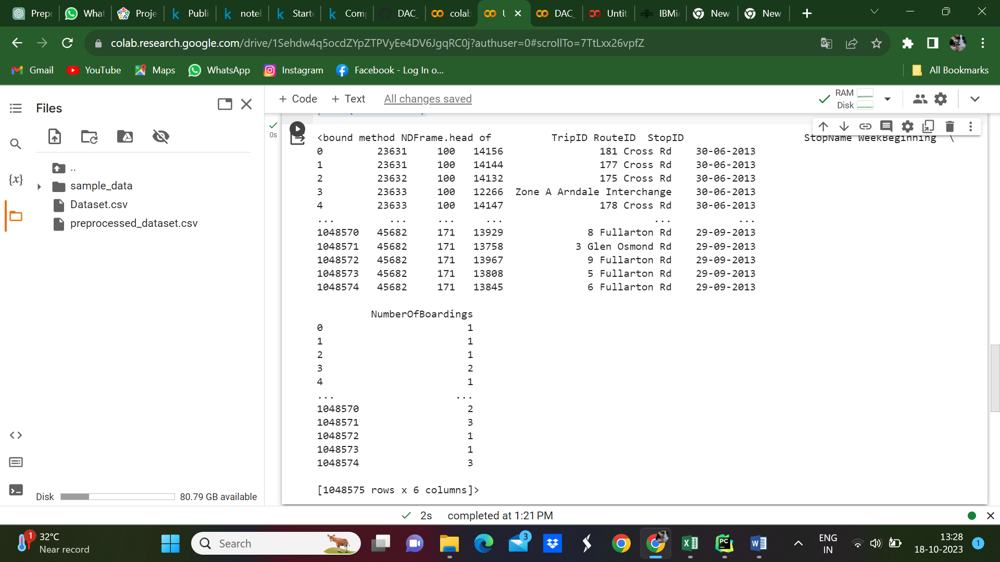 Prepr What Proje Publi note Starte Comp DAC_ colab U DAC_ Untit IBMi New New
colab.research.google.com/drive/1Sehdw4q5ocdZYpZTPVyEe4DV6JgqRC0j?authuser=0#scrollTo=7TtLxx26vpfZ
Gmail YouTube Maps WhatsApp Instagram Facebook - Log In o... All Bookmarks
Files
+ Code + Text All changes saved
RAM
Disk
0s
{x}
..
sample_data
Dataset.csv
preprocessed_dataset.csv
<bound method NDFrame.head of TripID RouteID StopID StopName WeekBeginning \
0 23631 100 14156 181 Cross Rd 30-06-2013
1 23631 100 14144 177 Cross Rd 30-06-2013
2 23632 100 14132 175 Cross Rd 30-06-2013
3 23633 100 12266 Zone A Arndale Interchange 30-06-2013
4 23633 100 14147 178 Cross Rd 30-06-2013
... ... ... ... ... ...
1048570 45682 171 13929 8 Fullarton Rd 29-09-2013
1048571 45682 171 13758 3 Glen Osmond Rd 29-09-2013
1048572 45682 171 13967 9 Fullarton Rd 29-09-2013
1048573 45682 171 13808 5 Fullarton Rd 29-09-2013
1048574 45682 171 13845 6 Fullarton Rd 29-09-2013
NumberOfBoardings
0 1
1 1
2 1
3 2
4 1
... ...
1048570 2
1048571 3
1048572 1
1048573 1
1048574 3
[1048575 rows x 6 columns]>
Disk 80.79 GB available
2s completed at 1:21 PM
1
32°C
Near record
Search
3
ENG
IN
13:28
18-10-2023
1